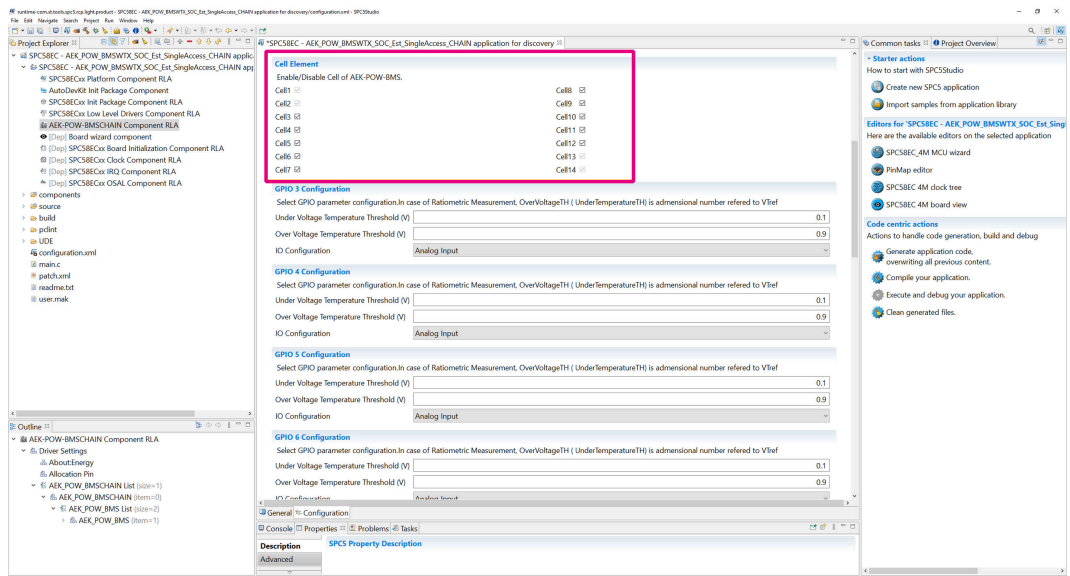 runtime-com.st.tools.spc5.rcp.light.product - SPC58EC - AEK_POW_BMSWTX_SOC_Est_SingleAccess_CHAIN application for discovery/configuration.xml - SPC5Studio
File Edit Navigate Search Project Run Window Help
Project Explorer
SPC58EC - AEK_POW_BMSWTX_SOC_Est_SingleAccess_CHAIN applic
SPC58EC - AEK_POW_BMSWTX_SOC_Est_SingleAccess_CHAIN app
SPC58ECxx Platform Component RLA
AutoDevKit Init Package Component
SPC58ECxx Init Package Component RLA
SPC58ECxx Low Level Drivers Component RLA
AEK-POW-BMSCHAIN Component RLA
[Dep] Board wizard component
[Dep] SPC58ECxx Board Initialization Component RLA
[Dep] SPC58ECxx Clock Component RLA
[Dep] SPC58ECxx IRQ Component RLA
[Dep] SPC58ECxx OSAL Component RLA
components
source
build
pclint
UDE
configuration.xml
main.c
patch.xml
readme.txt
user.mak
Outline
AEK-POW-BMSCHAIN Component RLA
Driver Settings
About:Energy
Allocation Pin
AEK_POW_BMSCHAIN List (size=1)
AEK_POW_BMSCHAIN (item=0)
AEK_POW_BMS List (size=2)
AEK_POW_BMS (item=1)
*SPC58EC - AEK_POW_BMSWTX_SOC_Est_SingleAccess_CHAIN application for discovery
Cell Element
Enable/Disable Cell of AEK-POW-BMS.
Cell1 Cell8
Cell2 Cell9
Cell3 Cell10
Cell4 Cell11
Cell5 Cell12
Cell6 Cell13
Cell7 Cell14
GPIO 3 Configuration
Select GPIO parameter configuration.In case of Ratiometric Measurement, OverVoltageTH ( UnderTemperatureTH) is admensional number refered to VTref
Under Voltage Temperature Threshold (V) 0.1
Over Voltage Temperature Threshold (V) 0.9
IO Configuration Analog Input
GPIO 4 Configuration
Select GPIO parameter configuration.In case of Ratiometric Measurement, OverVoltageTH ( UnderTemperatureTH) is admensional number refered to VTref
Under Voltage Temperature Threshold (V) 0.1
Over Voltage Temperature Threshold (V) 0.9
IO Configuration Analog Input
GPIO 5 Configuration
Select GPIO parameter configuration.In case of Ratiometric Measurement, OverVoltageTH ( UnderTemperatureTH) is admensional number refered to VTref
Under Voltage Temperature Threshold (V) 0.1
Over Voltage Temperature Threshold (V) 0.9
IO Configuration Analog Input
GPIO 6 Configuration
Select GPIO parameter configuration.In case of Ratiometric Measurement, OverVoltageTH ( UnderTemperatureTH) is admensional number refered to VTref
Under Voltage Temperature Threshold (V) 0.1
Over Voltage Temperature Threshold (V) 0.9
IO Configuration Analog Input
General Configuration
Console Properties Problems Tasks
Description
Advanced
SPC5 Property Description
Common tasks Project Overview
Starter actions
How to start with SPC5Studio
Create new SPC5 application
Import samples from application library
Editors for 'SPC58EC - AEK_POW_BMSWTX_SOC_Est_Singl
Here are the available editors on the selected application
SPC58EC_4M MCU wizard
PinMap editor
SPC58EC 4M clock tree
SPC58EC 4M board view
Code centric actions
Actions to handle code generation, build and debug
Generate application code,
overwriting all previous content.
Compile your application.
Execute and debug your application.
Clean generated files.